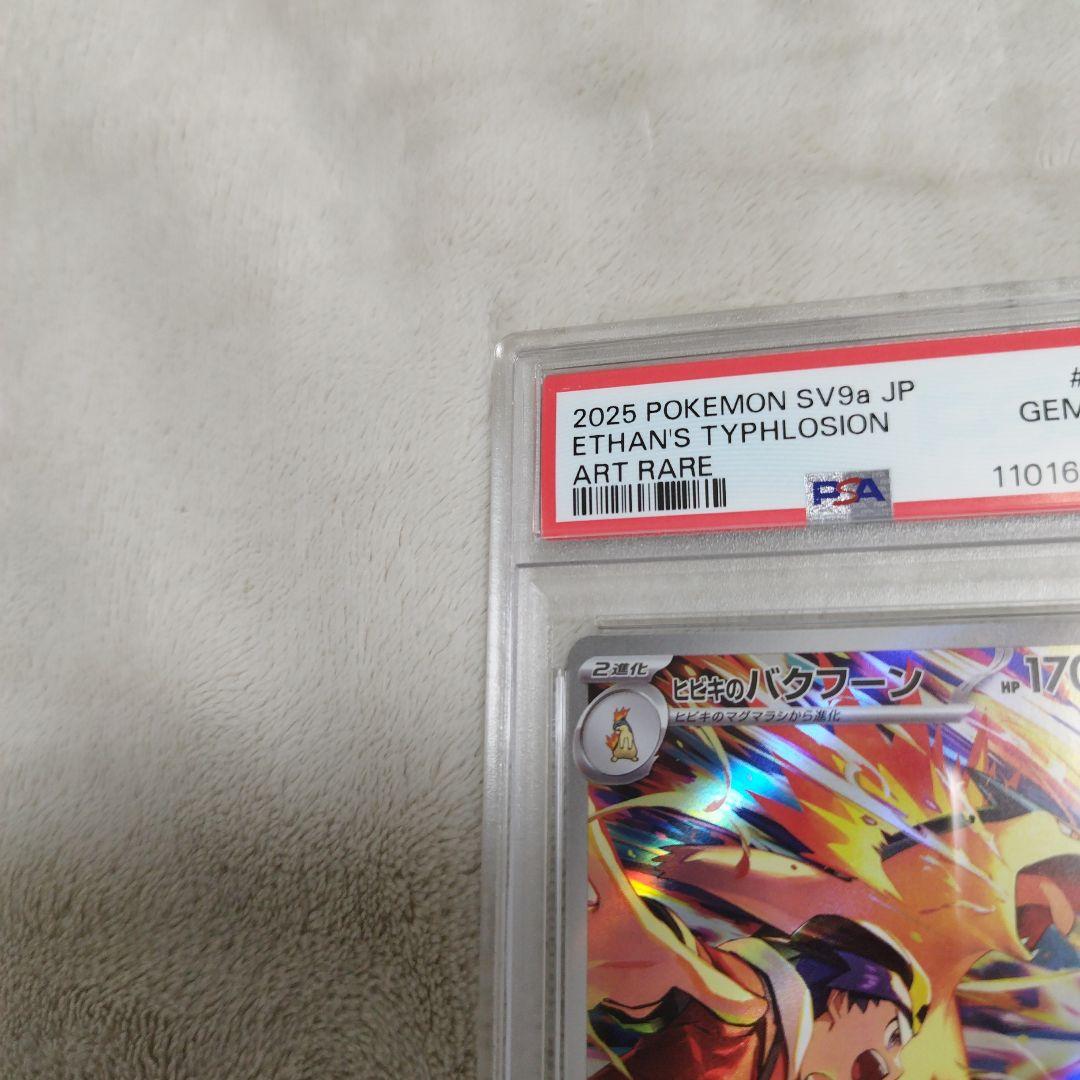 2025 POKEMON SV9a JP
#
ETHAN'S TYPHLOSION
GEM
ART RARE
11016
PSA
2進化
ヒビキのバクフーン
HP 170
ヒビキのマグマラシから進化